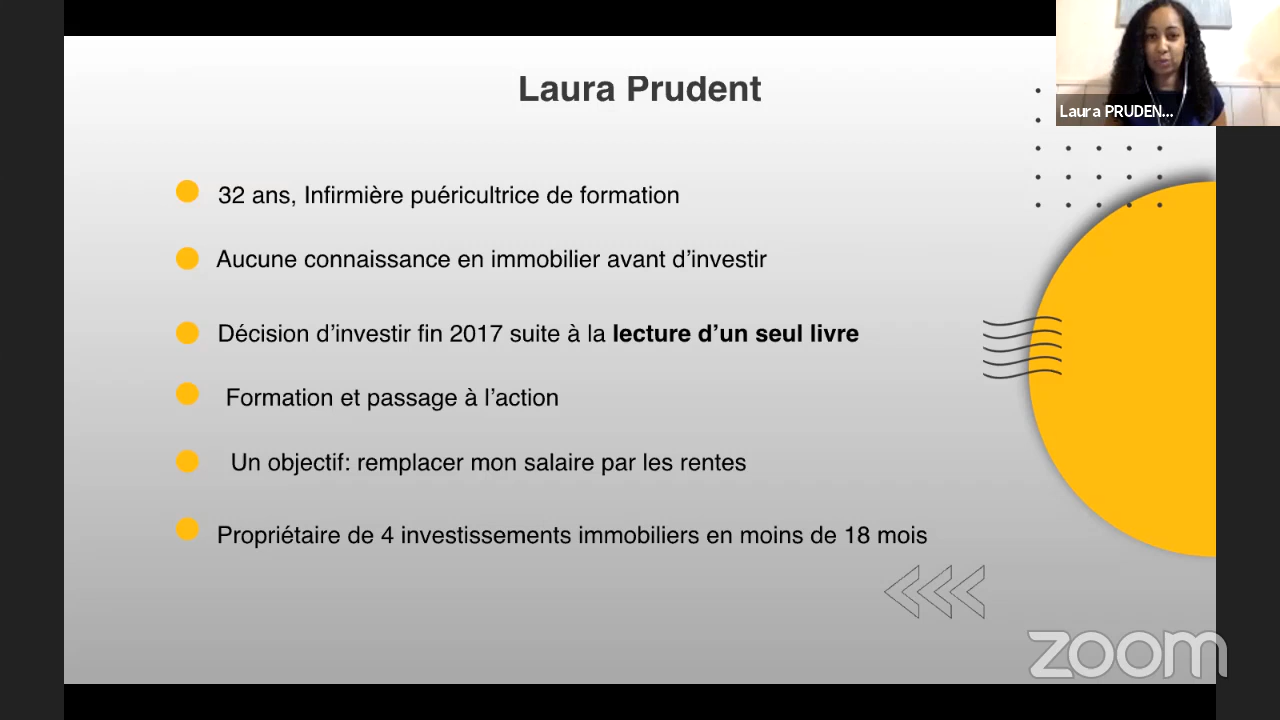 Laura Prudent
Laura PRUDEN...
32 ans, Infirmière puéricultrice de formation
Aucune connaissance en immobilier avant d’investir
Décision d’investir fin 2017 suite à la lecture d’un seul livre
Formation et passage à l’action
Un objectif: remplacer mon salaire par les rentes
Propriétaire de 4 investissements immobiliers en moins de 18 mois
zoom